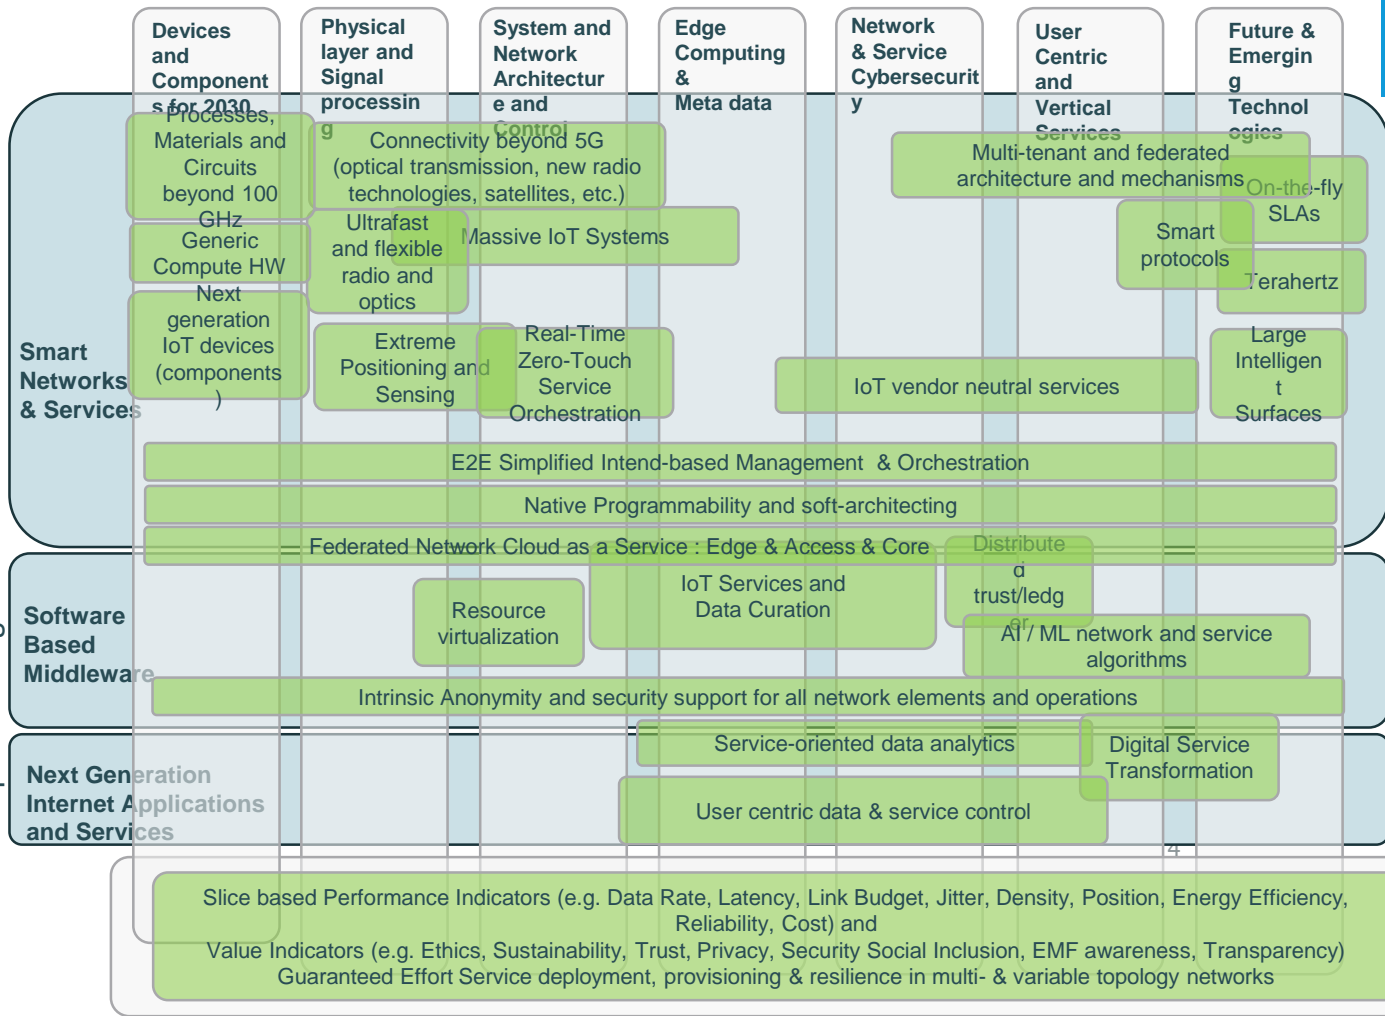 Devices
and
Component
s for 2030
Physical
layer and
Signal
processin
g
System and
Network
Architectur
e and
Control
Edge
Computing
&
Meta data
Network
& Service
Cybersecurit
y
User
Centric
and
Vertical
Services
Future &
Emergin
g
Technol
ogies
Smart
Networks
& Services
Processes,
Materials and
Circuits
beyond 100
GHz
Connectivity beyond 5G
(optical transmission, new radio
technologies, satellites, etc.)
Multi-tenant and federated
architecture and mechanisms
On-the-fly
SLAs
Generic
Compute HW
Ultrafast
and flexible
radio and
optics
Massive IoT Systems
Smart
protocols
Terahertz
Next
generation
IoT devices
(components
)
Extreme
Positioning and
Sensing
Real-Time
Zero-Touch
Service
Orchestration
IoT vendor neutral services
Large
Intelligen
t
Surfaces
E2E Simplified Intend-based Management & Orchestration
Native Programmability and soft-architecting
Federated Network Cloud as a Service : Edge & Access & Core
Software
Based
Middleware
Resource
virtualization
IoT Services and
Data Curation
Distribute
d
trust/ledg
er
AI / ML network and service
algorithms
Intrinsic Anonymity and security support for all network elements and operations
Next Generation
Internet Applications
and Services
Service-oriented data analytics
Digital Service
Transformation
User centric data & service control
4
Slice based Performance Indicators (e.g. Data Rate, Latency, Link Budget, Jitter, Density, Position, Energy Efficiency,
Reliability, Cost) and
Value Indicators (e.g. Ethics, Sustainability, Trust, Privacy, Security Social Inclusion, EMF awareness, Transparency)
Guaranteed Effort Service deployment, provisioning & resilience in multi- & variable topology networks